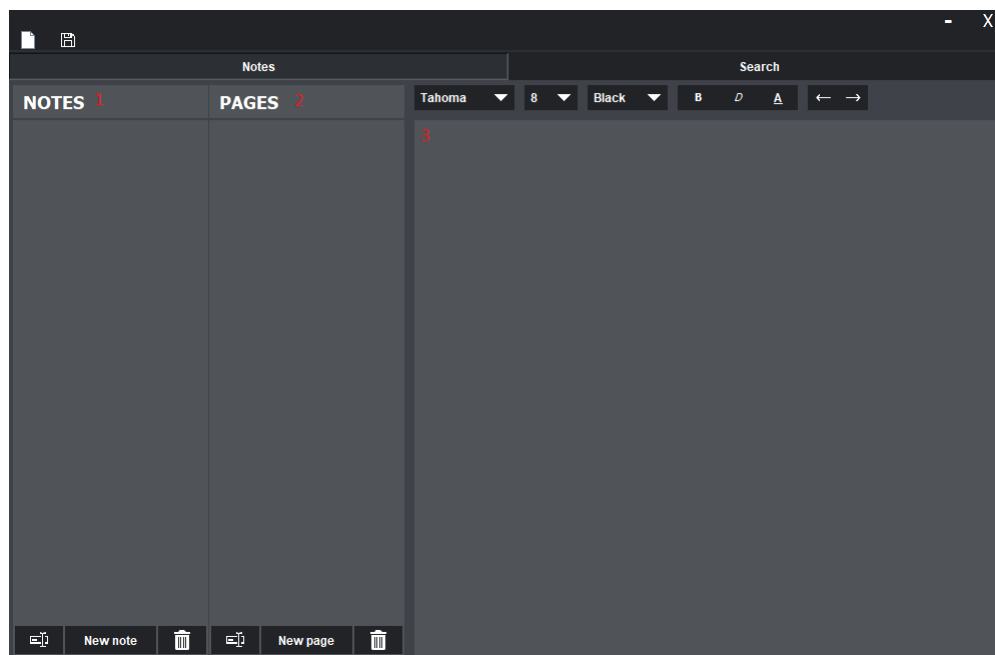 - X
Notes Search
NOTES 1 PAGES 2 Tahoma 8 Black B D A ← →
3
New note New page